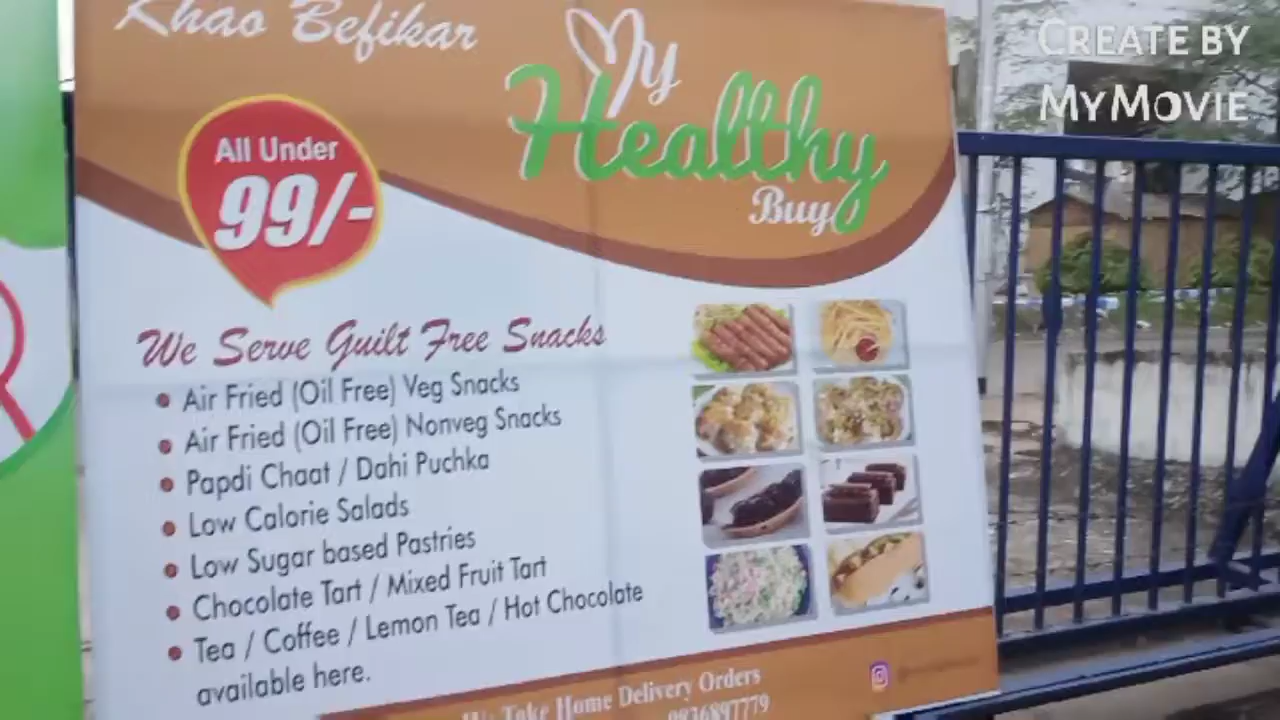 Khao Befikar
My
Healthy
Buy
All Under
99/-
We Serve Guilt Free Snacks
Air Fried (Oil Free) Veg Snacks
Air Fried (Oil Free) Nonveg Snacks
Papdi Chaat / Dahi Puchka
Low Calorie Salads
Low Sugar based Pastries
Chocolate Tart / Mixed Fruit Tart
Tea / Coffee / Lemon Tea / Hot Chocolate
available here.
We Take Home Delivery Orders
9836897779
CREATE BY
MYMOVIE